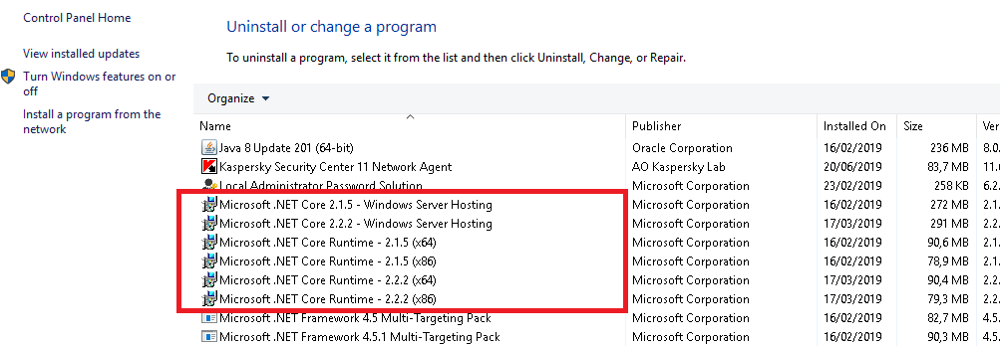 Control Panel Home
View installed updates
Turn Windows features on or
off
Install a program from the
network
Uninstall or change a program
To uninstall a program, select it from the list and then click Uninstall, Change, or Repair.
Organize
Name Publisher Installed On Size Ver
Java 8 Update 201 (64-bit) Oracle Corporation 16/02/2019 236 MB 8.0.
Kaspersky Security Center 11 Network Agent AO Kaspersky Lab 20/06/2019 83,7 MB 11.0
Local Administrator Password Solution Microsoft Corporation 23/02/2019 258 KB 6.2.
Microsoft .NET Core 2.1.5 - Windows Server Hosting Microsoft Corporation 16/02/2019 272 MB 2.1.
Microsoft .NET Core 2.2.2 - Windows Server Hosting Microsoft Corporation 17/03/2019 291 MB 2.2.
Microsoft .NET Core Runtime - 2.1.5 (x64) Microsoft Corporation 16/02/2019 90,6 MB 2.1.
Microsoft .NET Core Runtime - 2.1.5 (x86) Microsoft Corporation 16/02/2019 78,9 MB 2.1.
Microsoft .NET Core Runtime - 2.2.2 (x64) Microsoft Corporation 17/03/2019 90,4 MB 2.2.
Microsoft .NET Core Runtime - 2.2.2 (x86) Microsoft Corporation 17/03/2019 79,3 MB 2.2.
Microsoft .NET Framework 4.5 Multi-Targeting Pack Microsoft Corporation 16/02/2019 82,7 MB 4.5.
Microsoft .NET Framework 4.5.1 Multi-Targeting Pack Microsoft Corporation 16/02/2019 90,3 MB 4.5.